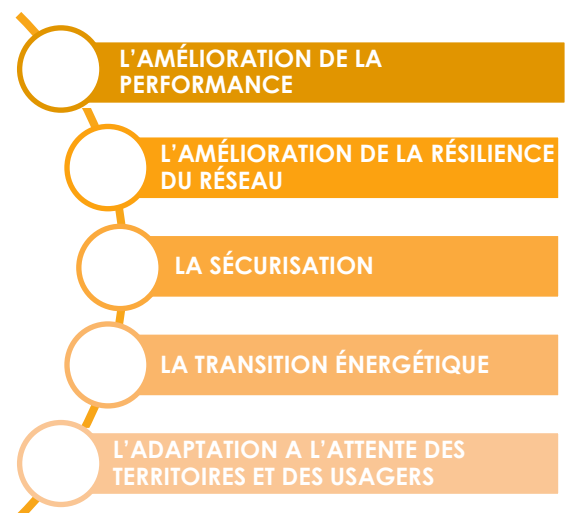 L’AMÉLIORATION DE LA
PERFORMANCE
L’AMÉLIORATION DE LA RÉSILIENCE
DU RÉSEAU
LA SÉCURISATION
LA TRANSITION ÉNERGÉTIQUE
L’ADAPTATION A L’ATTENTE DES
TERRITOIRES ET DES USAGERS